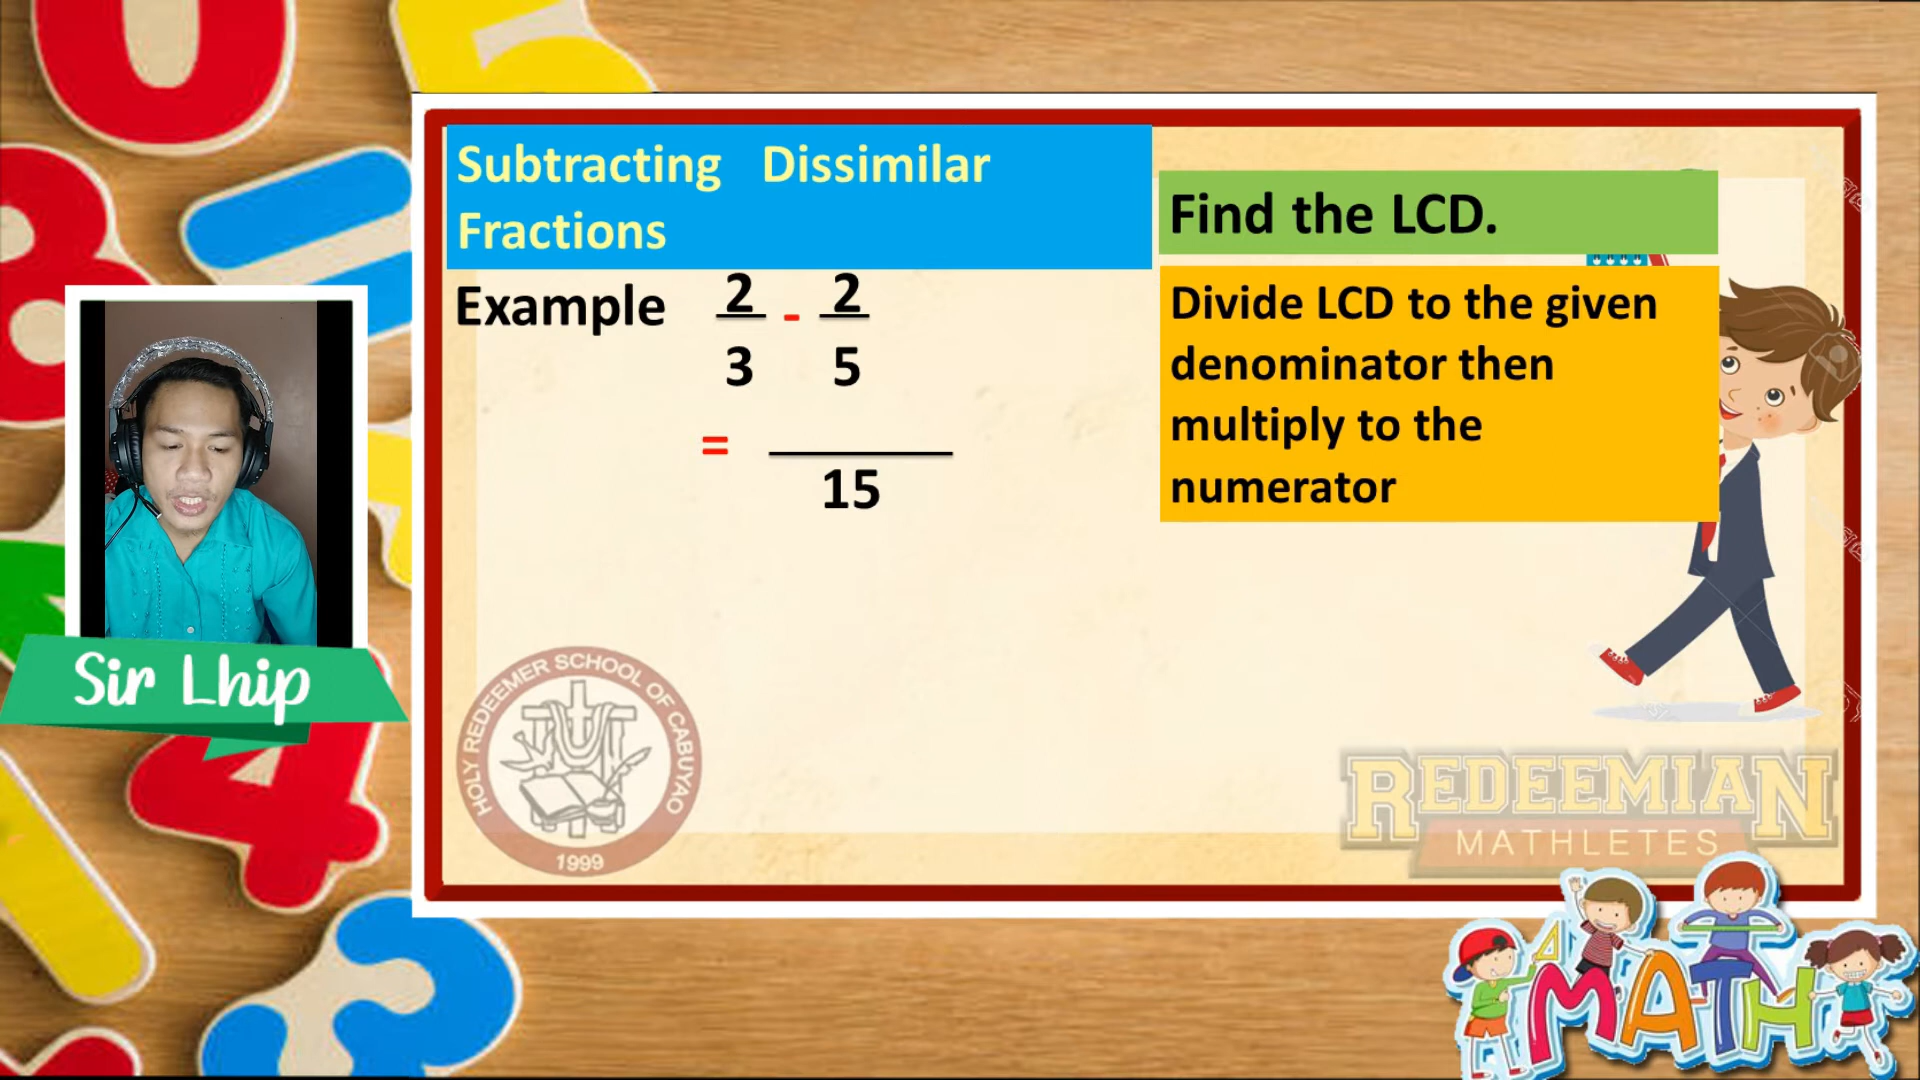 Subtracting Dissimilar
Fractions
Find the LCD.
Example 2 - 2
3 5
= 
15
Divide LCD to the given
denominator then
multiply to the
numerator
Sir Lhip
HOLY REDEEMER SCHOOL OF CABUYAO
1999
REDEEMIAN
MATHLETES
MATH